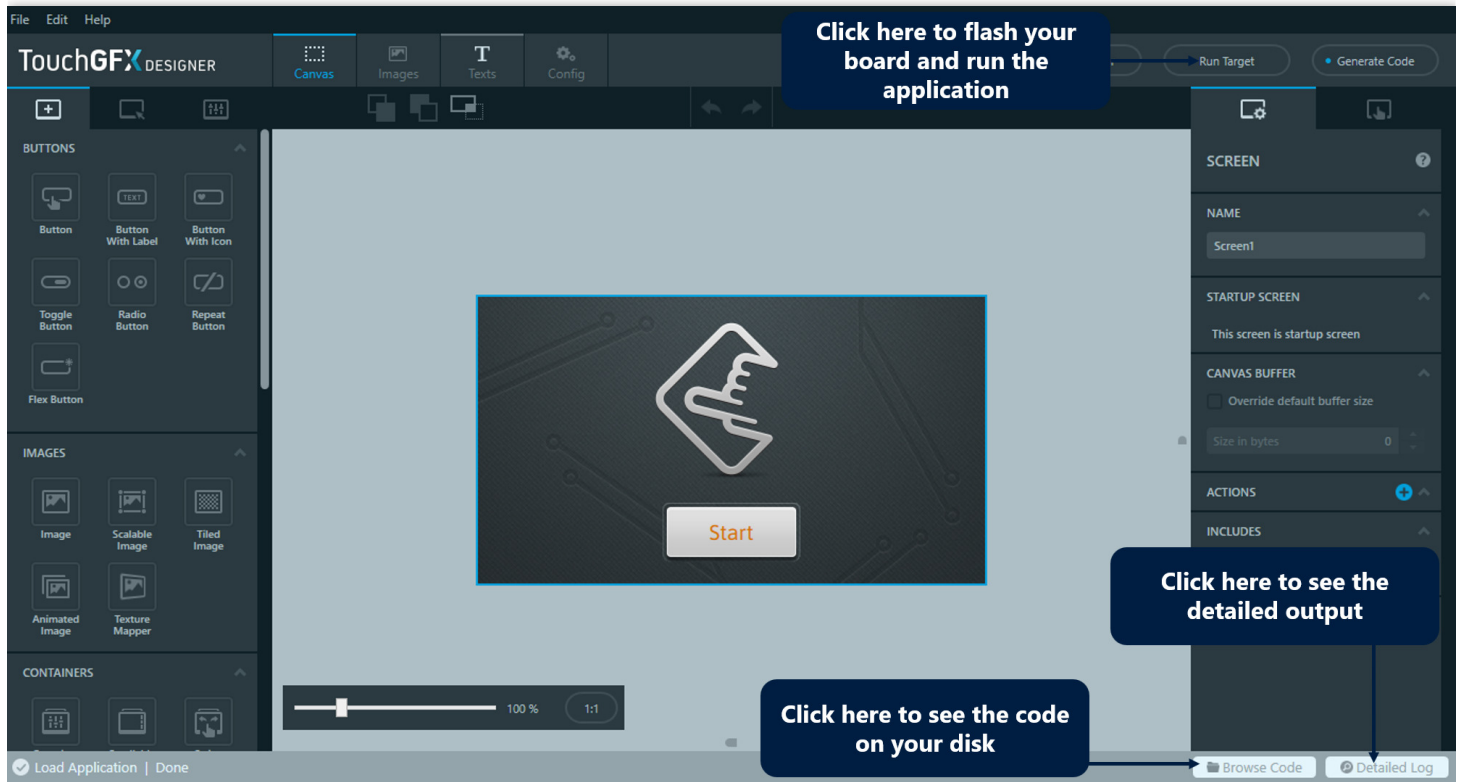 File Edit Help
Click here to flash your
board and run the
application
TouchGFX DESIGNER
Canvas
Images
Texts
Config
Run Target
Generate Code
BUTTONS
Button
Button
With Label
TEXT
Button
With Icon
Toggle
Button
Radio
Button
Repeat
Button
Flex Button
IMAGES
Image
Scalable
Image
Tiled
Image
Animated
Image
Texture
Mapper
CONTAINERS
Start
100 %
1:1
SCREEN
?
NAME
Screen1
STARTUP SCREEN
This screen is startup screen
CANVAS BUFFER
Override default buffer size
Size in bytes 0
ACTIONS
INCLUDES
Click here to see the
detailed output
Click here to see the code
on your disk
Load Application | Done
Browse Code
Detailed Log